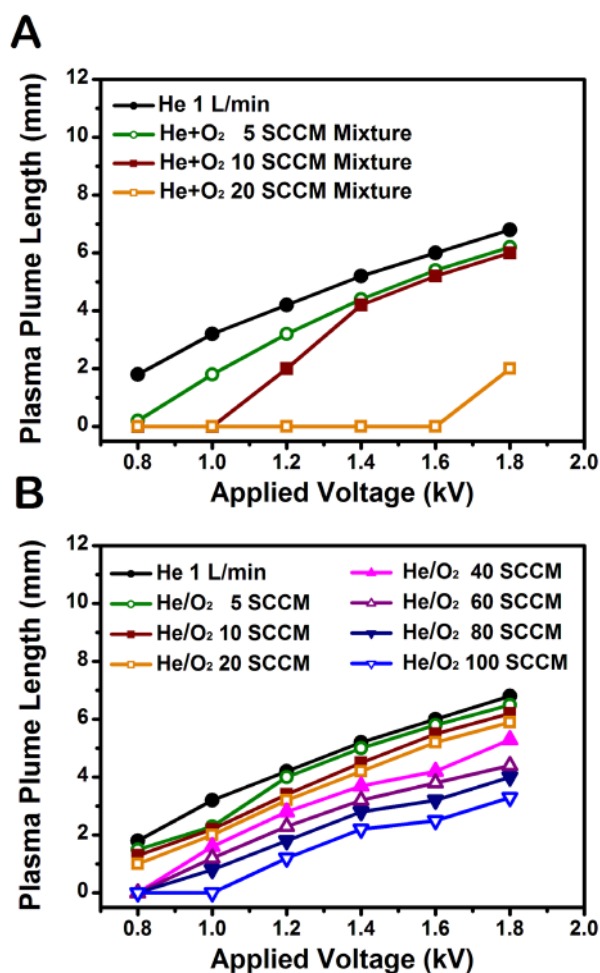 A
Plasma Plume Length (mm)
12
10
8
6
4
2
0
He 1 L/min
He+O₂ 5 SCCM Mixture
He+O₂ 10 SCCM Mixture
He+O₂ 20 SCCM Mixture
0.8 1.0 1.2 1.4 1.6 1.8 2.0
Applied Voltage (kV)
B
Plasma Plume Length (mm)
12
10
8
6
4
2
0
He 1 L/min
He/O₂ 5 SCCM
He/O₂ 10 SCCM
He/O₂ 20 SCCM
He/O₂ 40 SCCM
He/O₂ 60 SCCM
He/O₂ 80 SCCM
He/O₂ 100 SCCM
0.8 1.0 1.2 1.4 1.6 1.8 2.0
Applied Voltage (kV)